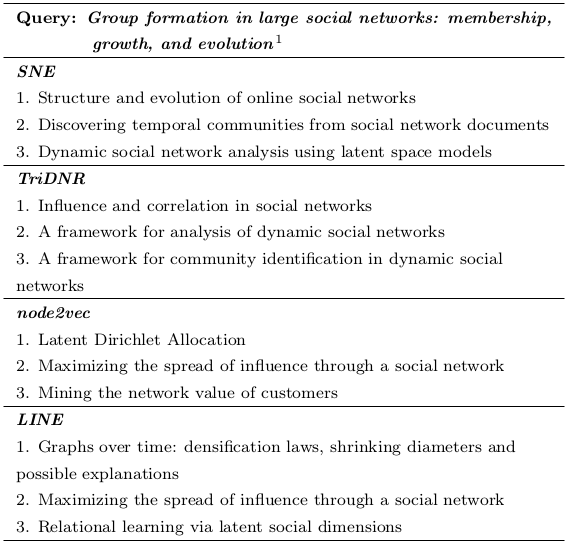 Query: Group formation in large social networks: membership,
growth, and evolution1
SNE
1. Structure and evolution of online social networks
2. Discovering temporal communities from social network documents
3. Dynamic social network analysis using latent space models
TriDNR
1. Influence and correlation in social networks
2. A framework for analysis of dynamic social networks
3. A framework for community identification in dynamic social
networks
node2vec
1. Latent Dirichlet Allocation
2. Maximizing the spread of influence through a social network
3. Mining the network value of customers
LINE
1. Graphs over time: densification laws, shrinking diameters and
possible explanations
2. Maximizing the spread of influence through a social network
3. Relational learning via latent social dimensions